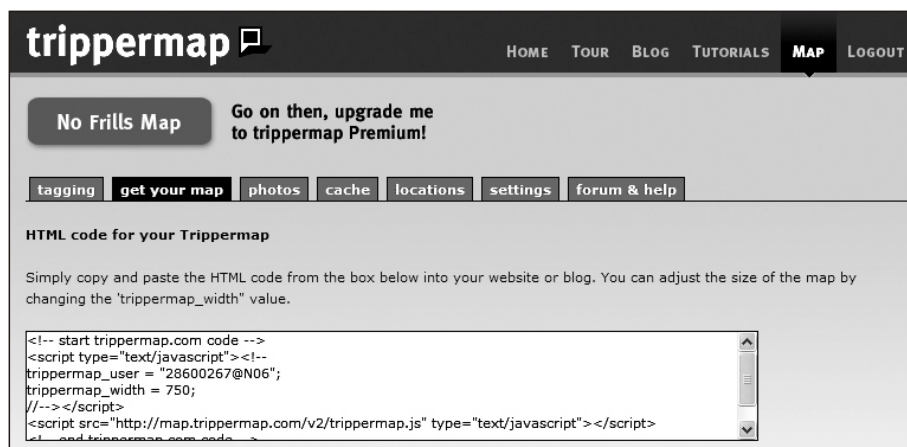 trippermap
HOME TOUR BLOG TUTORIALS MAP LOGOUT
No Frills Map
Go on then, upgrade me
to trippermap Premium!
tagging get your map photos cache locations settings forum & help
HTML code for your Trippermap
Simply copy and paste the HTML code from the box below into your website or blog. You can adjust the size of the map by
changing the 'trippermap_width" value.
<!-- start trippermap.com code -->
<script type="text/javascript"><!--
trippermap_user = "28600267@N06";
trippermap_width = 750;
//--></script>
<script src="http://map.trippermap.com/v2/trippermap.js" type="text/javascript"></script>
<!-- end trippermap.com code -->